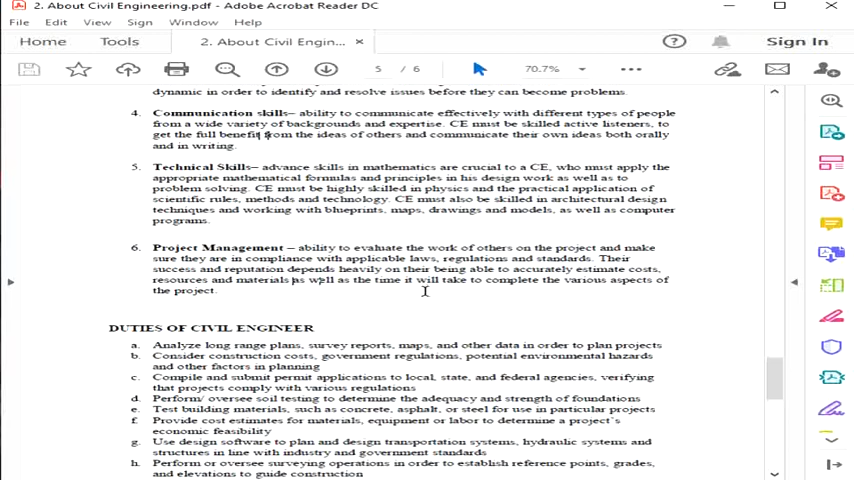 2. About Civil Engineering.pdf - Adobe Acrobat Reader DC
File Edit View Sign Window Help
Home Tools 2. About Civil Engin... × Sign In
5 / 6 70.7%
dynamic in order to identify and resolve issues before they can become problems.
4. Communication skills– ability to communicate effectively with different types of people
from a wide variety of backgrounds and expertise. CE must be skilled active listeners, to
get the full benefit from the ideas of others and communicate their own ideas both orally
and in writing.
5. Technical Skills– advance skills in mathematics are crucial to a CE, who must apply the
appropriate mathematical formulas and principles in his design work as well as to
problem solving. CE must be highly skilled in physics and the practical application of
scientific rules, methods and technology. CE must also be skilled in architectural design
techniques and working with blueprints, maps, drawings and models, as well as computer
programs.
6. Project Management – ability to evaluate the work of others on the project and make
sure they are in compliance with applicable laws, regulations and standards. Their
success and reputation depends heavily on their being able to accurately estimate costs,
resources and materials as well as the time it will take to complete the various aspects of
the project.
DUTIES OF CIVIL ENGINEER
a. Analyze long range plans, survey reports, maps, and other data in order to plan projects
b. Consider construction costs, government regulations, potential environmental hazards
and other factors in planning
c. Compile and submit permit applications to local, state, and federal agencies, verifying
that projects comply with various regulations
d. Perform/ oversee soil testing to determine the adequacy and strength of foundations
e. Test building materials, such as concrete, asphalt, or steel for use in particular projects
f. Provide cost estimates for materials, equipment or labor to determine a project's
economic feasibility
g. Use design software to plan and design transportation systems, hydraulic systems and
structures in line with industry and government standards
h. Perform or oversee surveying operations in order to establish reference points, grades,
and elevations to guide construction